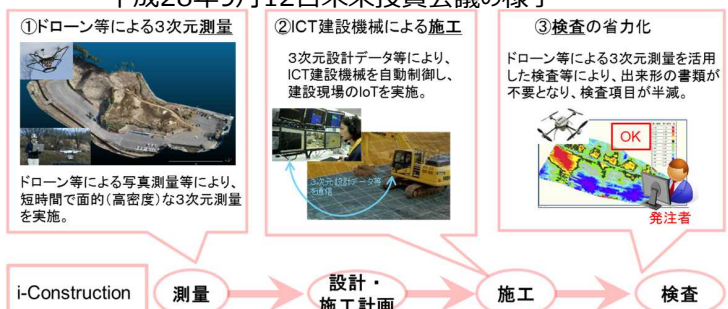 平成28年9月12日未来投資会議の様子
①ドローン等による3次元測量
ドローン等による写真測量等により、
短時間で面的(高密度)な3次元測量
を実施。
②ICT建設機械による施工
3次元設計データ等により、
ICT建設機械を自動制御し、
建設現場のIoTを実施。
3次元設計データ等
を通信
③検査の省力化
ドローン等による3次元測量を活用
した検査等により、出来形の書類が
不要となり、検査項目が半減。
OK
発注者
i-Construction
測量
設計・
施工計画
施工
検査